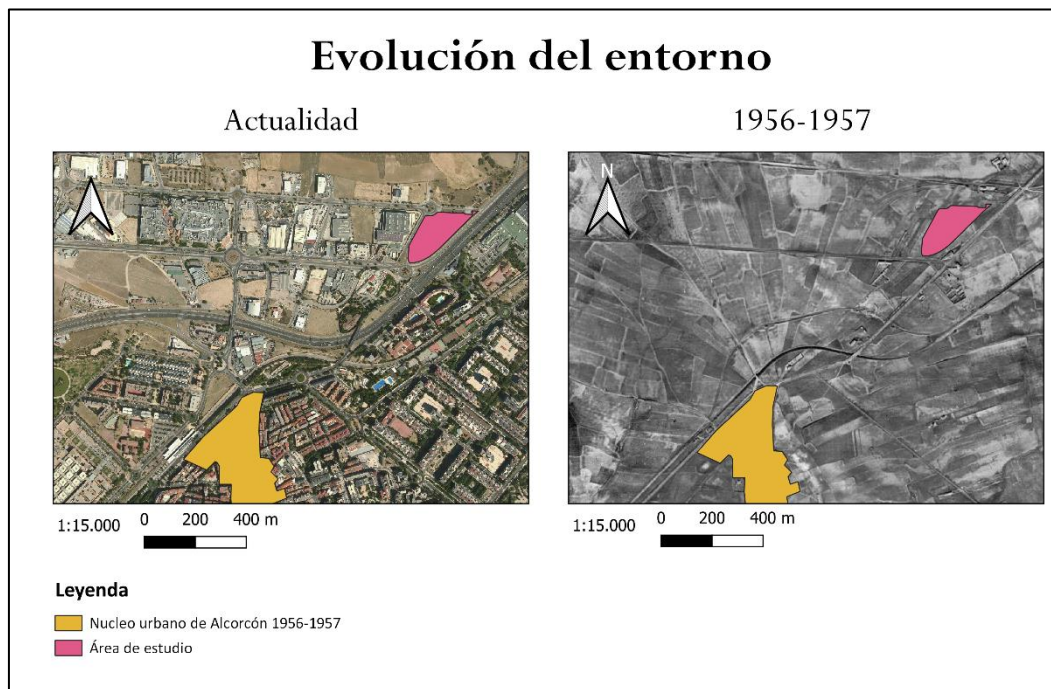 Evolución del entorno
Actualidad
1956-1957
N
1:15.000
0 200 400 m
1:15.000
0 200 400 m
Leyenda
Nucleo urbano de Alcorcón 1956-1957
Área de estudio